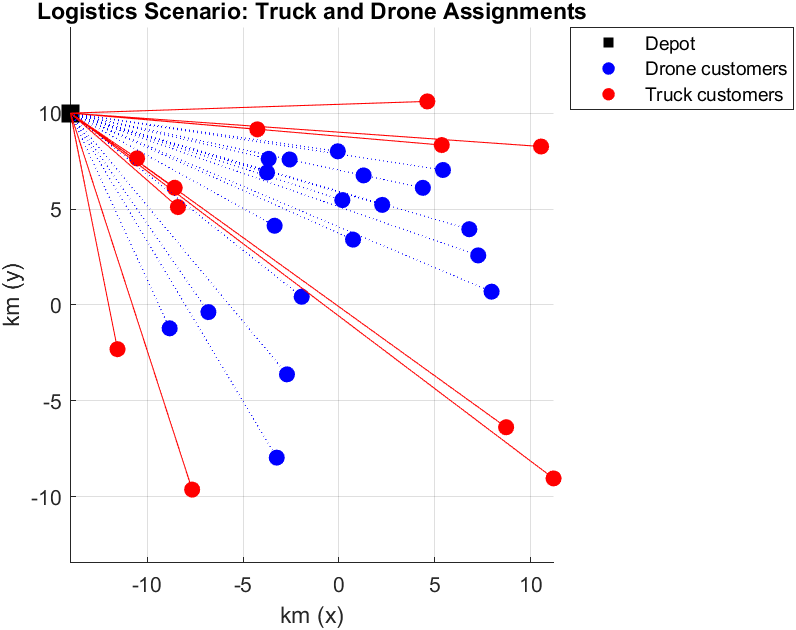 Logistics Scenario: Truck and Drone Assignments
Depot
Drone customers
Truck customers
10
5
0
-5
-10
km (y)
-10
-5
0
5
10
km (x)